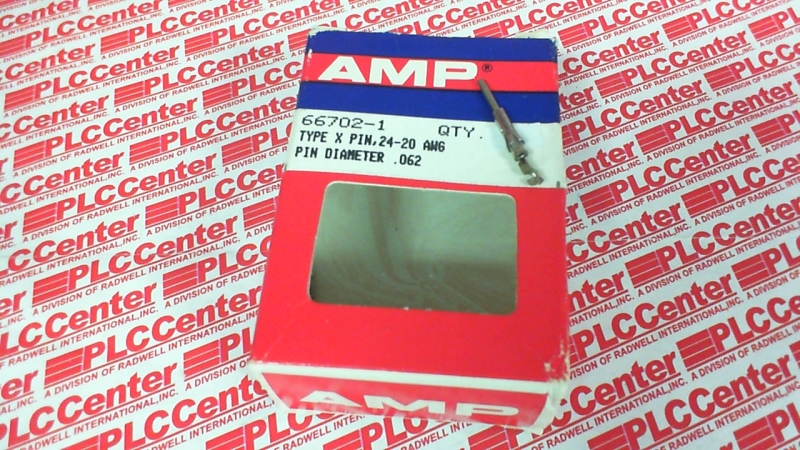 AMP®
66702-1 QTY.
TYPE X PIN,24-20 AWG
PIN DIAMETER .062
AMP
PLCCenter
A DIVISION OF RADWELL INTERNATIONAL,INC.